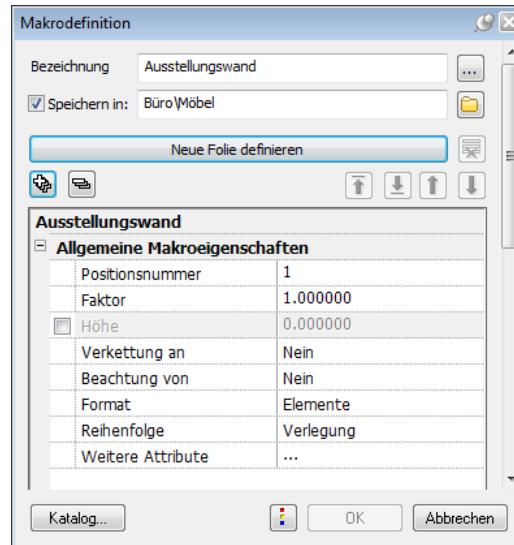 Makrodefinition
Bezeichnung Ausstellungswand ...
Speichern in: Büro\Möbel
Neue Folie definieren
Ausstellungswand
Allgemeine Makroeigenschaften
Positionsnummer 1
Faktor 1.000000
Höhe 0.000000
Verkettung an Nein
Beachtung von Nein
Format Elemente
Reihenfolge Verlegung
Weitere Attribute ...
Katalog... OK Abbrechen